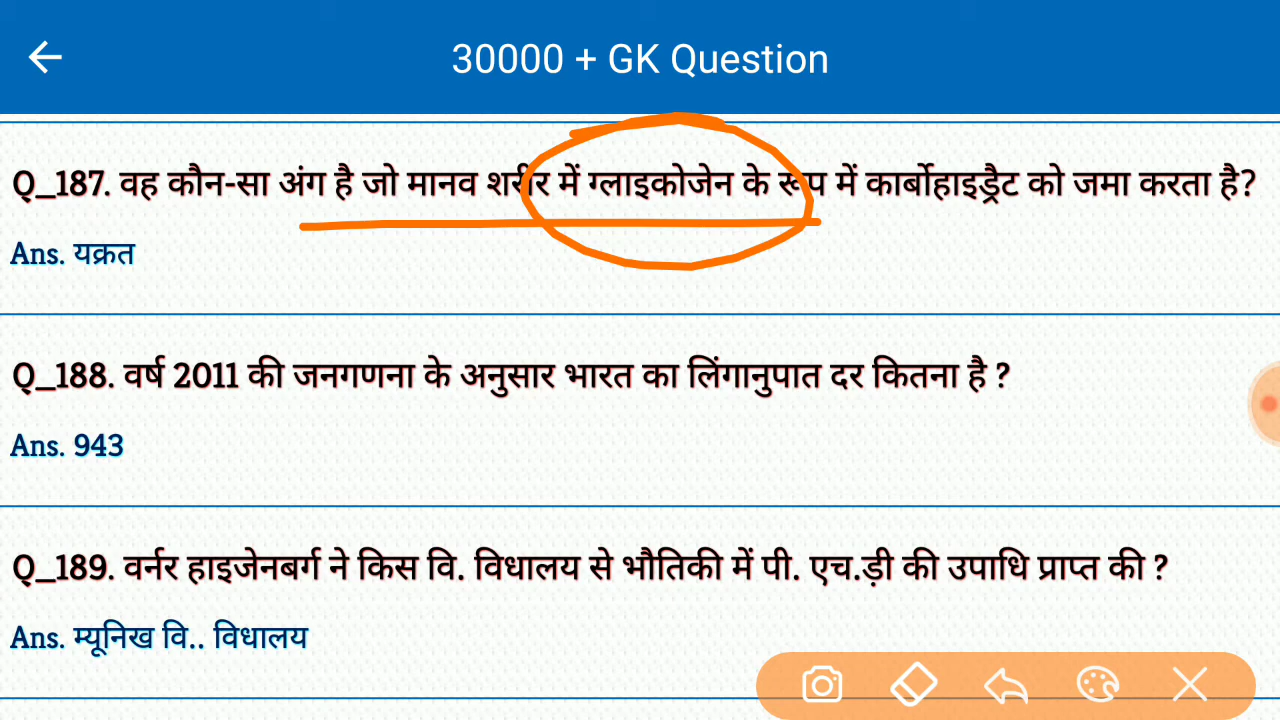 30000 + GK Question
Q_187. वह कौन-सा अंग है जो मानव शरीर में ग्लाइकोजेन के रूप में कार्बोहाइड्रैट को जमा करता है?
Ans. यक्रत
Q_188. वर्ष 2011 की जनगणना के अनुसार भारत का लिंगानुपात दर कितना है ?
Ans. 943
Q_189. वर्नर हाइजेनबर्ग ने किस वि. विधालय से भौतिकी में पी. एच.ड़ी की उपाधि प्राप्त की ?
Ans. म्यूनिख वि.. विधालय